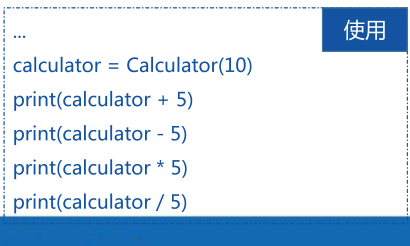 使用
...
calculator = Calculator(10)
print(calculator + 5)
print(calculator - 5)
print(calculator * 5)
print(calculator / 5)